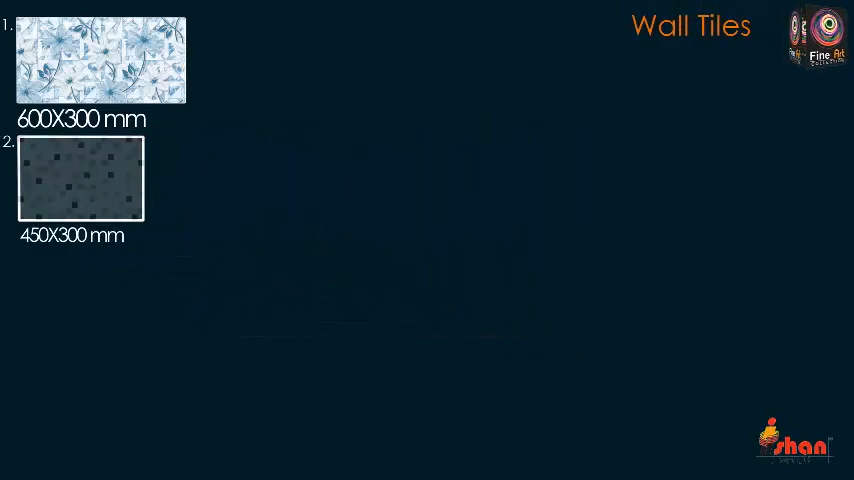 1.
Wall Tiles
Fine Art
600X300 mm
2.
450X300 mm
ishan